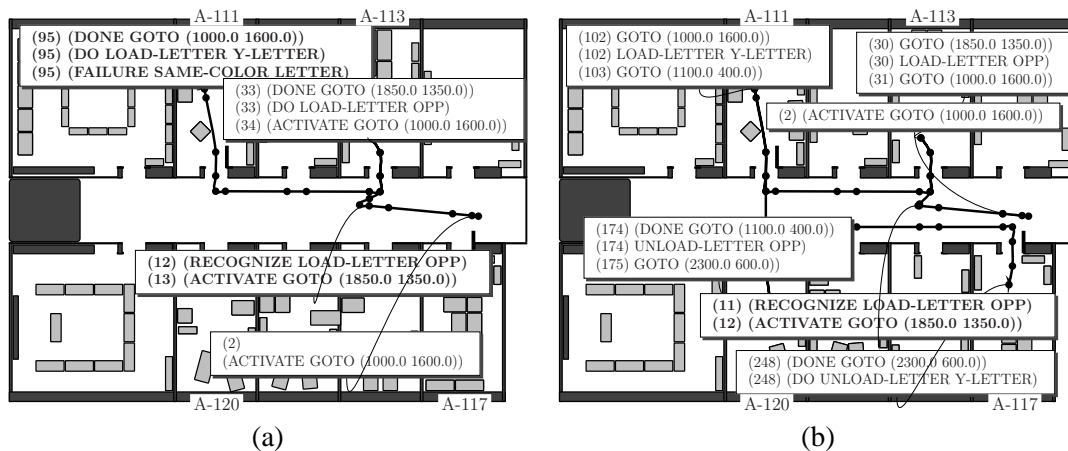 A-111
A-113
(95) (DONE GOTO (1000.0 1600.0))
(95) (DO LOAD-LETTER Y-LETTER)
(95) (FAILURE SAME-COLOR LETTER)
(33) (DONE GOTO (1850.0 1350.0))
(33) (DO LOAD-LETTER OPP)
(34) (ACTIVATE GOTO (1000.0 1600.0))
(12) (RECOGNIZE LOAD-LETTER OPP)
(13) (ACTIVATE GOTO (1850.0 1350.0))
(2)
(ACTIVATE GOTO (1000.0 1600.0))
A-120
A-117
(a)
A-111
A-113
(102) GOTO (1000.0 1600.0))
(102) LOAD-LETTER Y-LETTER)
(103) GOTO (1100.0 400.0))
(30) GOTO (1850.0 1350.0))
(30) LOAD-LETTER OPP)
(31) GOTO (1000.0 1600.0))
(2) (ACTIVATE GOTO (1000.0 1600.0))
(174) (DONE GOTO (1100.0 400.0))
(174) UNLOAD-LETTER OPP)
(175) GOTO (2300.0 600.0))
(11) (RECOGNIZE LOAD-LETTER OPP)
(12) (ACTIVATE GOTO (1850.0 1350.0))
(248) (DONE GOTO (2300.0 600.0))
(248) (DO UNLOAD-LETTER Y-LETTER)
A-120
A-117
(b)